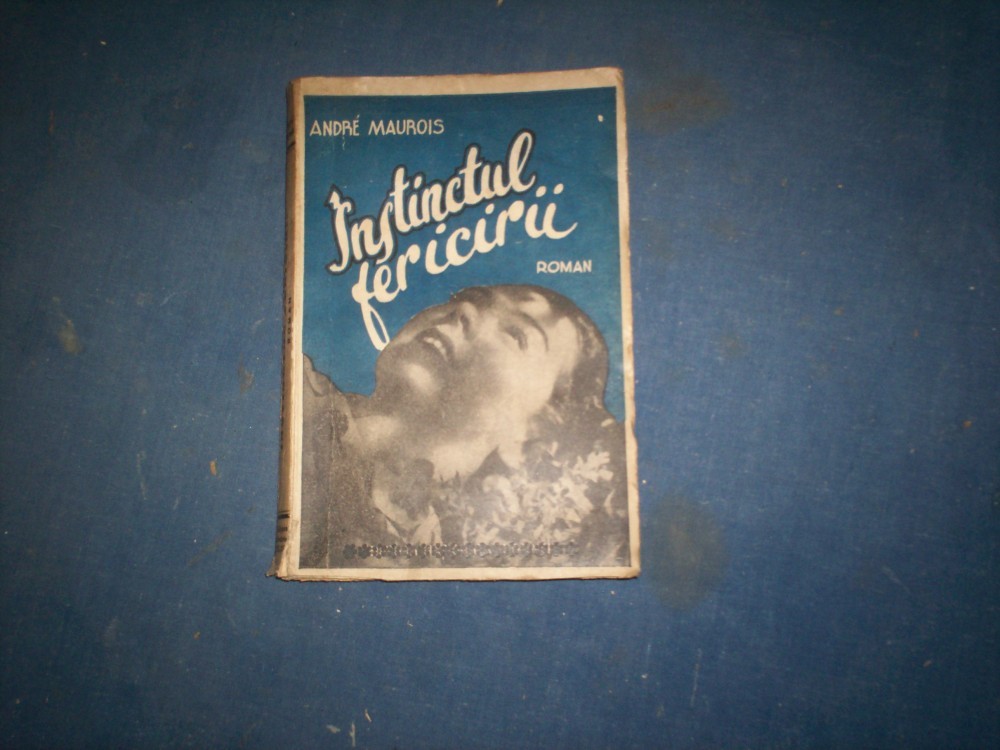 ANDRÉ MAUROIS
Instinctul
fericirii
ROMAN